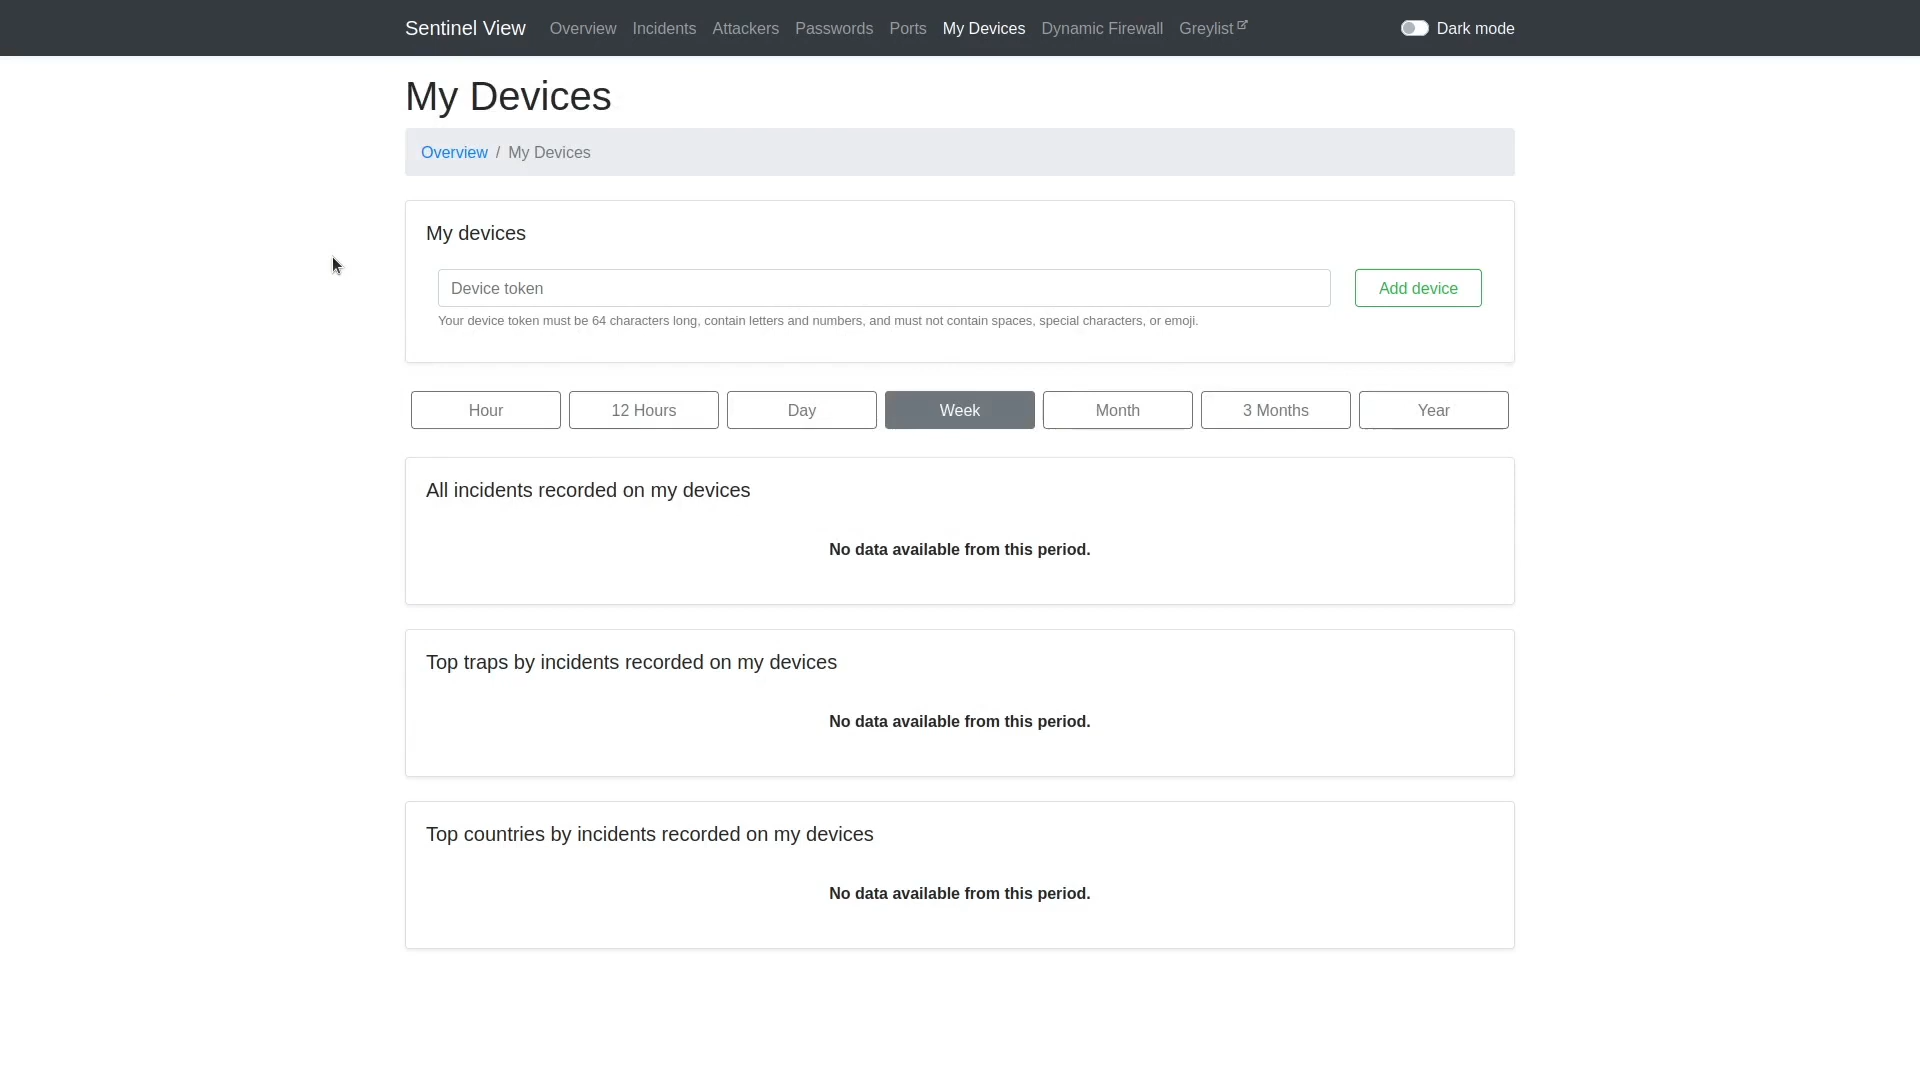 Sentinel View Overview Incidents Attackers Passwords Ports My Devices Dynamic Firewall Greylist Dark mode
My Devices
Overview / My Devices
My devices
Device token Add device
Your device token must be 64 characters long, contain letters and numbers, and must not contain spaces, special characters, or emoji.
Hour 12 Hours Day Week Month 3 Months Year
All incidents recorded on my devices
No data available from this period.
Top traps by incidents recorded on my devices
No data available from this period.
Top countries by incidents recorded on my devices
No data available from this period.